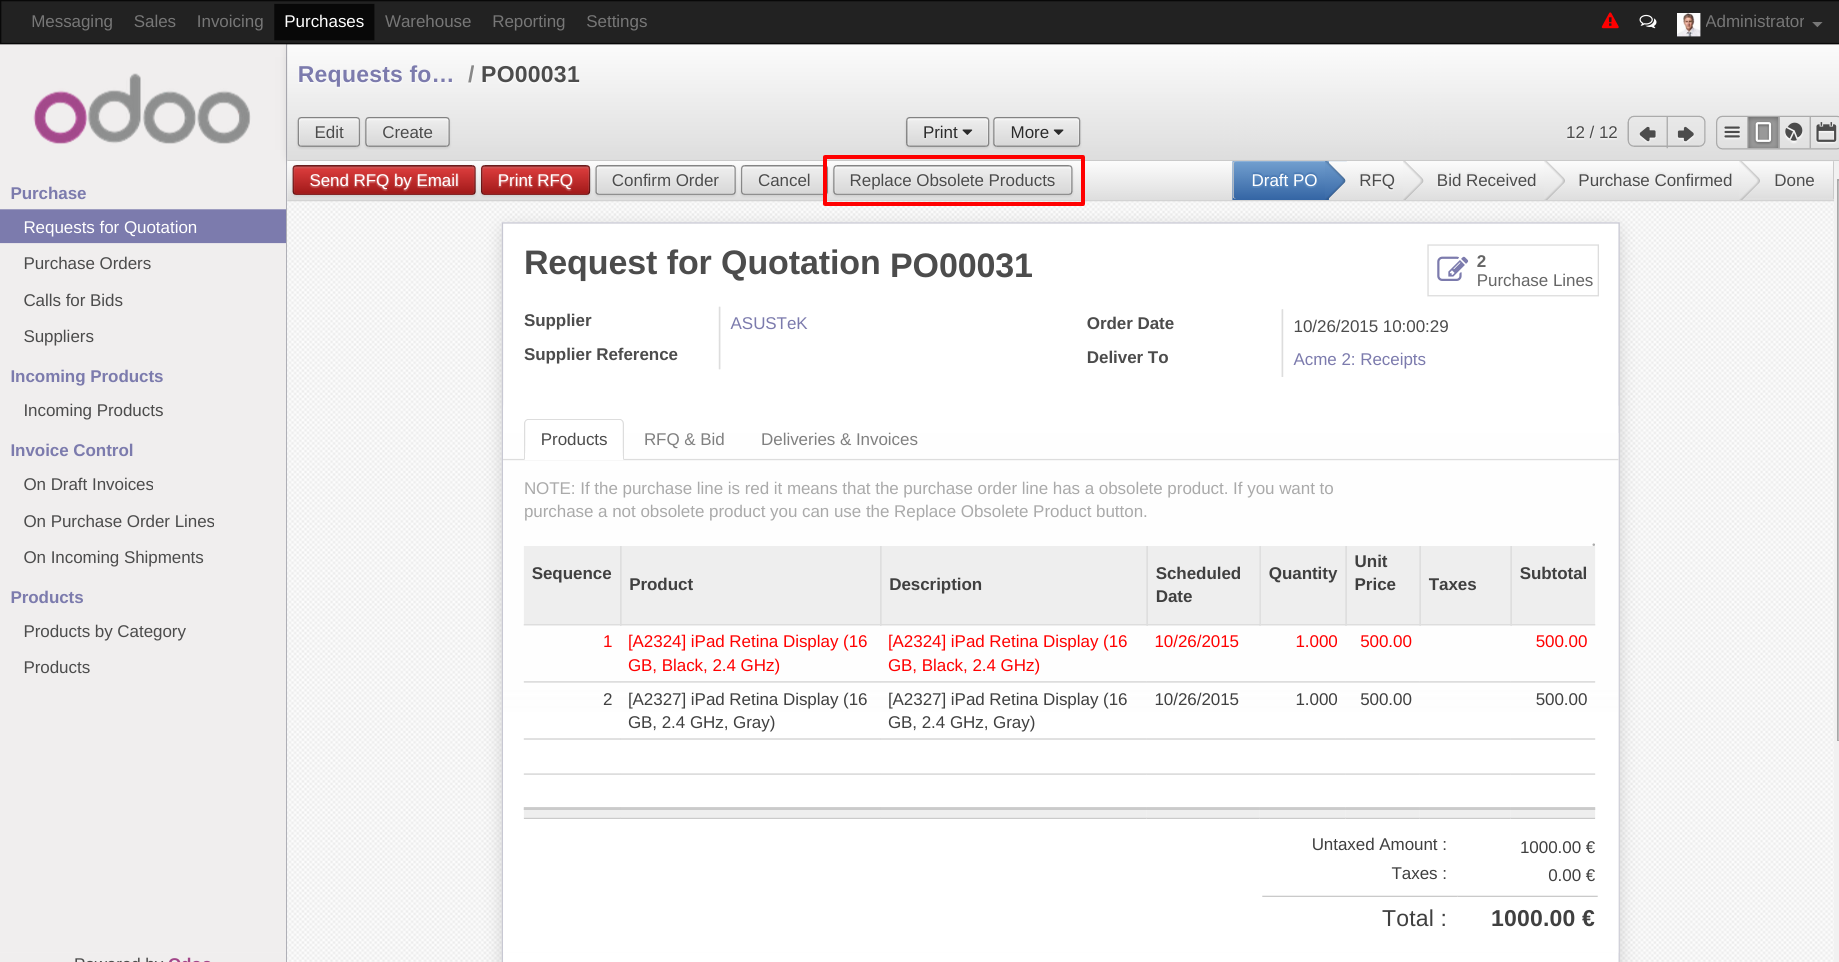 Messaging Sales Invoicing Purchases Warehouse Reporting Settings Administrator
odoo
Requests fo... / PO00031
Edit Create Print More 12 / 12
Send RFQ by Email Print RFQ Confirm Order Cancel Replace Obsolete Products Draft PO RFQ Bid Received Purchase Confirmed Done
Purchase
Requests for Quotation
Purchase Orders
Calls for Bids
Suppliers
Incoming Products
Incoming Products
Invoice Control
On Draft Invoices
On Purchase Order Lines
On Incoming Shipments
Products
Products by Category
Products
Powered by Odoo
Request for Quotation PO00031
2
Purchase Lines
Supplier ASUSTeK
Supplier Reference
Order Date 10/26/2015 10:00:29
Deliver To Acme 2: Receipts
Products RFQ & Bid Deliveries & Invoices
NOTE: If the purchase line is red it means that the purchase order line has a obsolete product. If you want to
purchase a not obsolete product you can use the Replace Obsolete Product button.
Sequence Product Description Scheduled Date Quantity Unit Price Taxes Subtotal
1 [A2324] iPad Retina Display (16 [A2324] iPad Retina Display (16 10/26/2015 1.000 500.00 500.00
GB, Black, 2.4 GHz) GB, Black, 2.4 GHz)
2 [A2327] iPad Retina Display (16 [A2327] iPad Retina Display (16 10/26/2015 1.000 500.00 500.00
GB, 2.4 GHz, Gray) GB, 2.4 GHz, Gray)
Untaxed Amount : 1000.00 €
Taxes : 0.00 €
Total : 1000.00 €